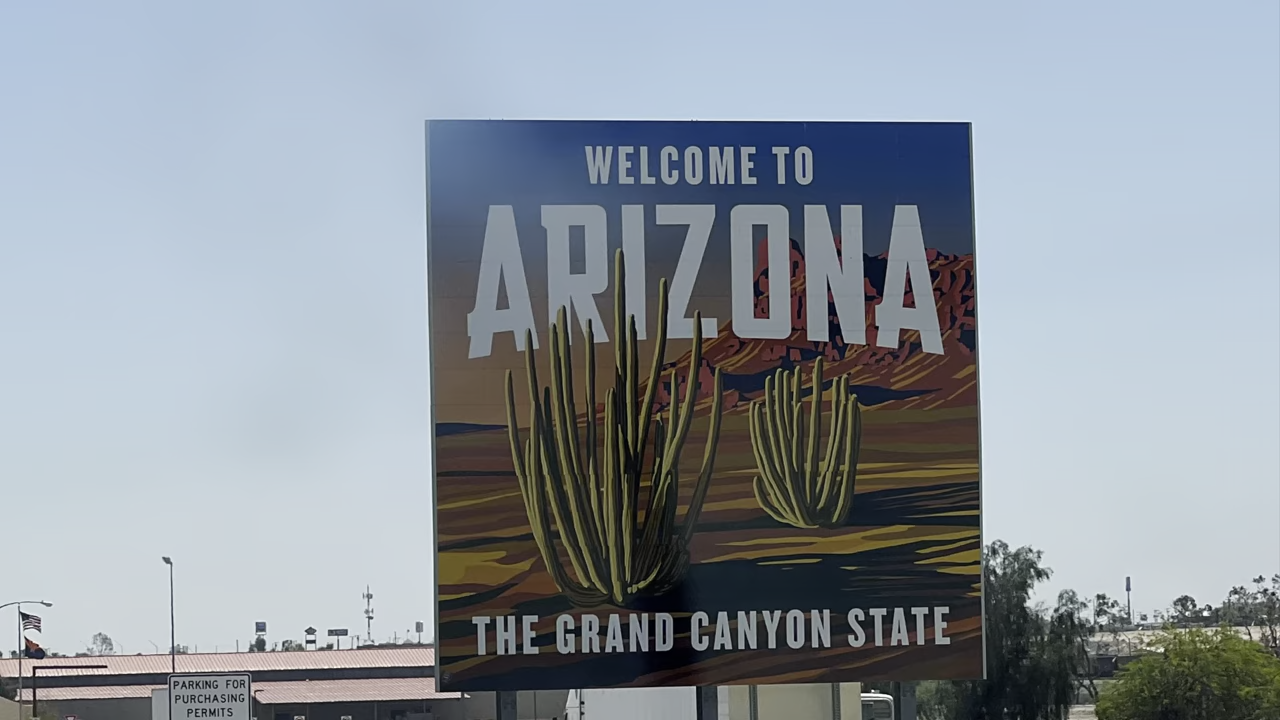 WELCOME TO
ARIZONA
THE GRAND CANYON STATE
PARKING FOR
PURCHASING
PERMITS